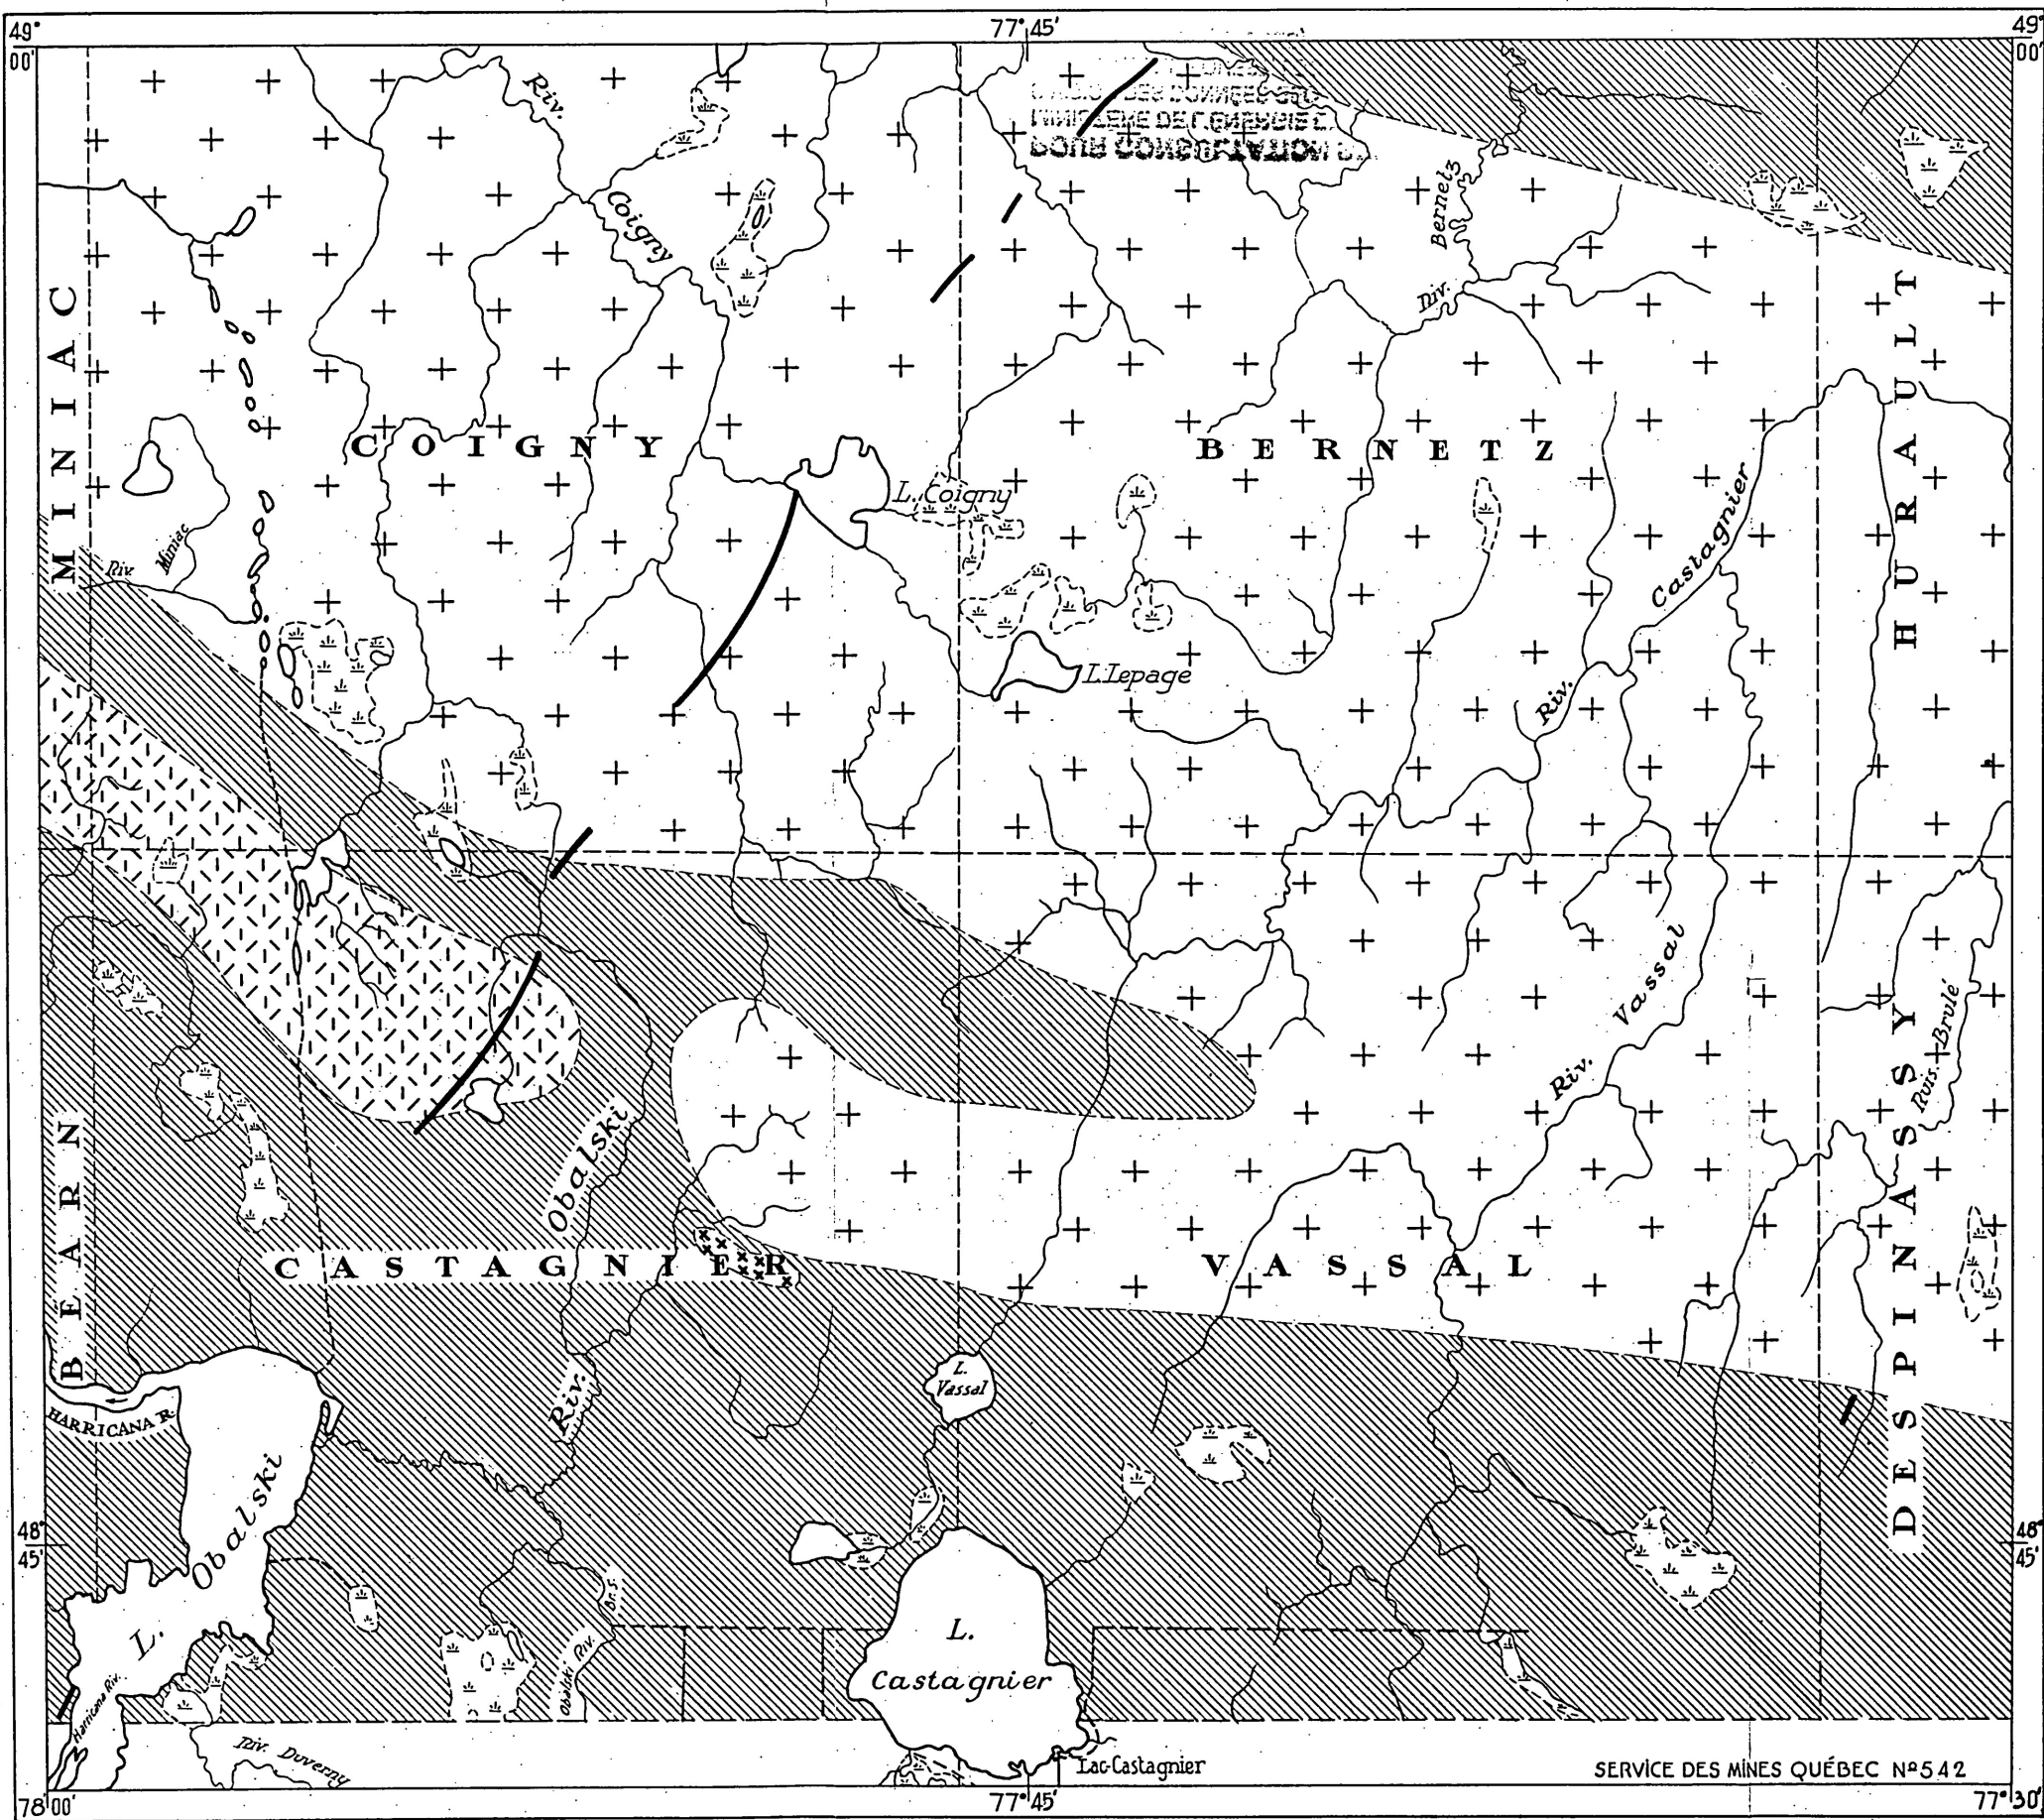 49° 77°45' 49°
00' 00'
Riv.
Coigny
Bernetz
Riv.
MINIAC
HURAULT
COIGNY
BERNETZ
L. Coigny
Castagnier
Riv. Miniac
L. Lepage
Riv.
Vassal
Riv.
Ruis. Brulé
Obalski
BEARN
CASTAGNIER
VASSAL
DESPINASSY
L.
Vassal
Riv.
HARRICANA R.
L. Obalski
48° 48°
45' 45'
L.
Castagnier
Obalski Riv.
Harricana Riv.
Riv. Duverny
Lac-Castagnier
SERVICE DES MINES QUÉBEC Nº 542
78°00' 77°45' 77°30'